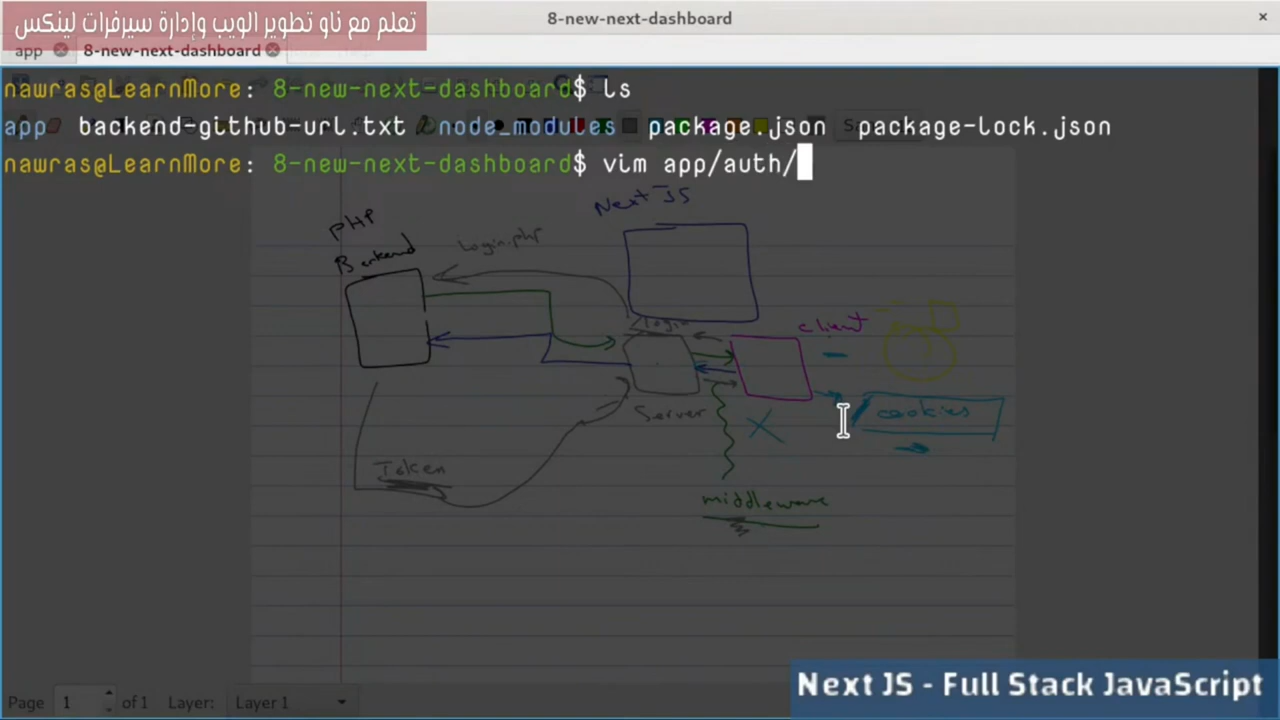 8-new-next-dashboard
تعلم مع ناو تطوير الويب وإدارة سيرفرات لينكس
app 8-new-next-dashboard
nawras@LearnMore: 8-new-next-dashboard$ ls
app backend-github-url.txt node_modules package.json package-lock.json
nawras@LearnMore: 8-new-next-dashboard$ vim app/auth/
Next JS
PHP
Backend
Login.php
login
client
Server
cookies
Token
middleware
Next JS - Full Stack JavaScript
Page 1 of 1 Layer: Layer 1